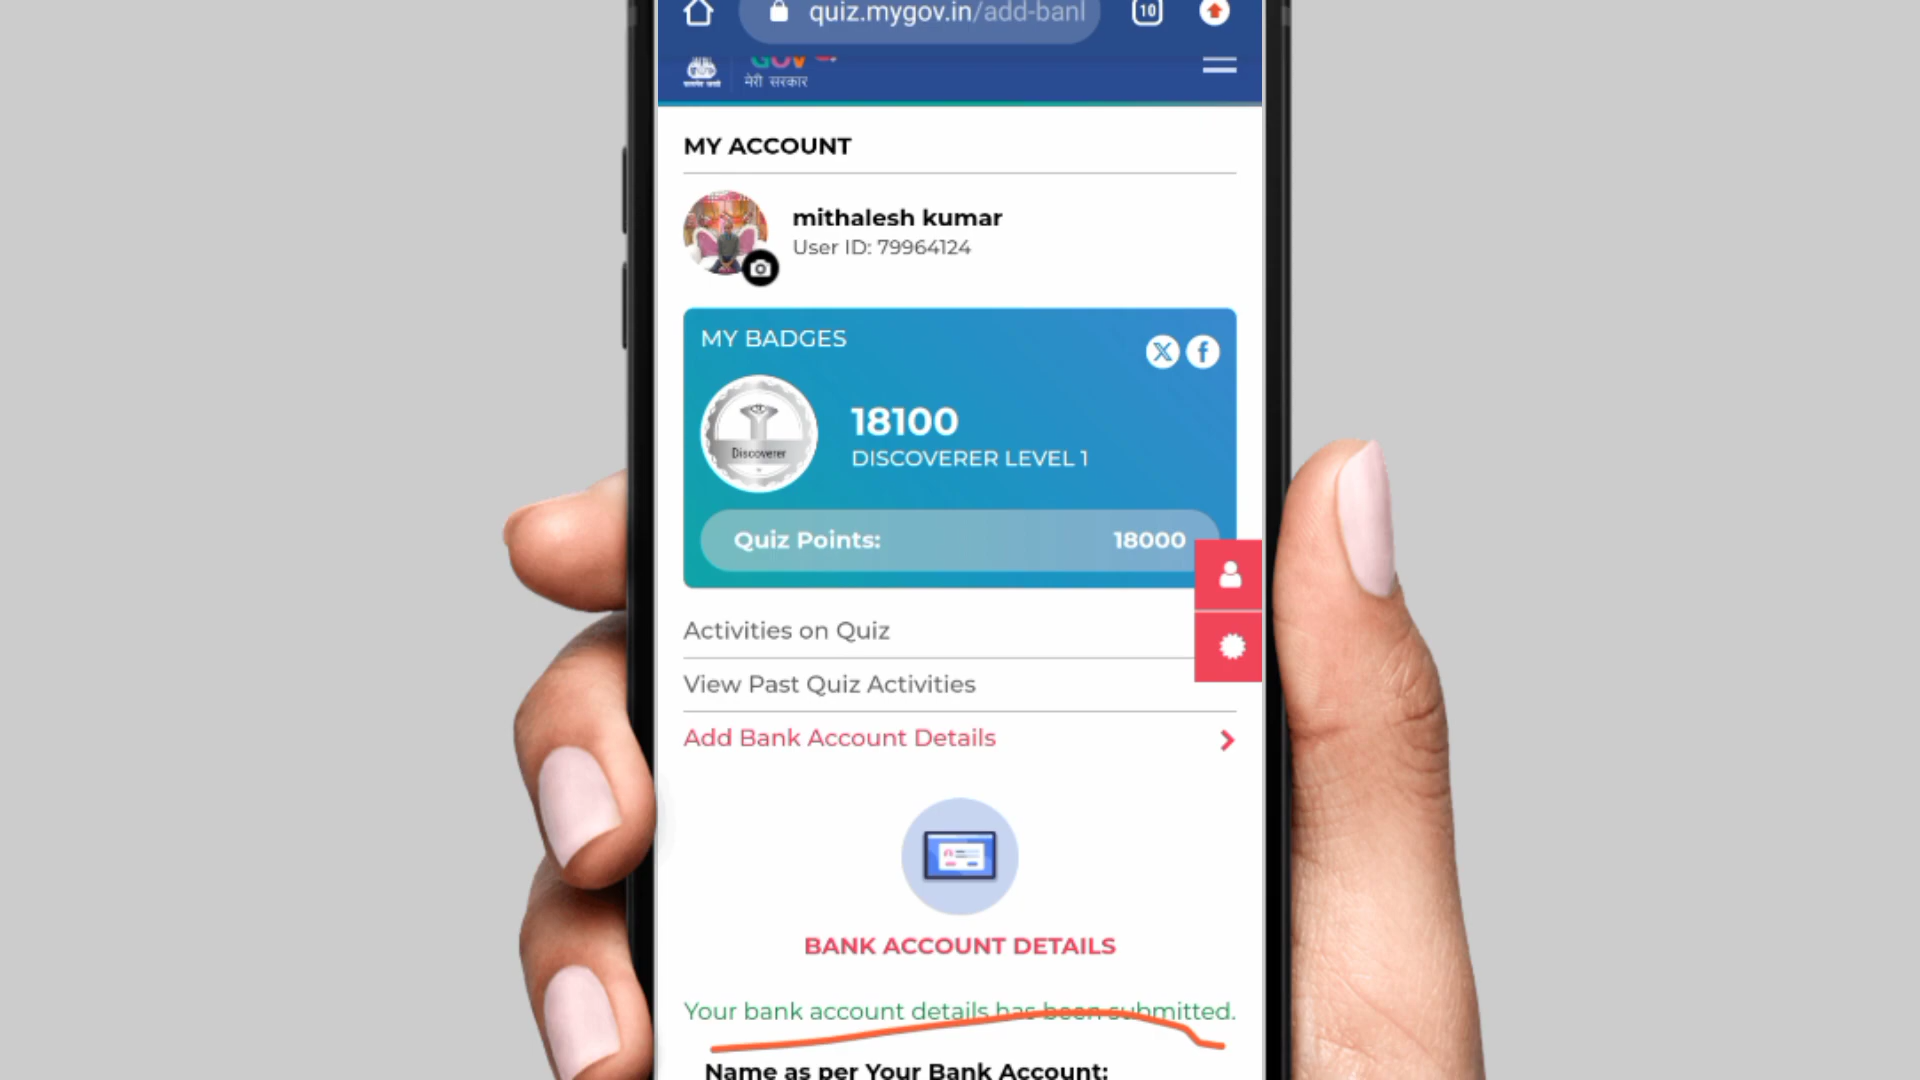 quiz.mygov.in/add-banl
10
GOV
मेरी सरकार
MY ACCOUNT
mithalesh kumar
User ID: 79964124
MY BADGES
18100
Discoverer
DISCOVERER LEVEL 1
Quiz Points: 18000
Activities on Quiz
View Past Quiz Activities
Add Bank Account Details
BANK ACCOUNT DETAILS
Your bank account details has been submitted.
Name as per Your Bank Account: